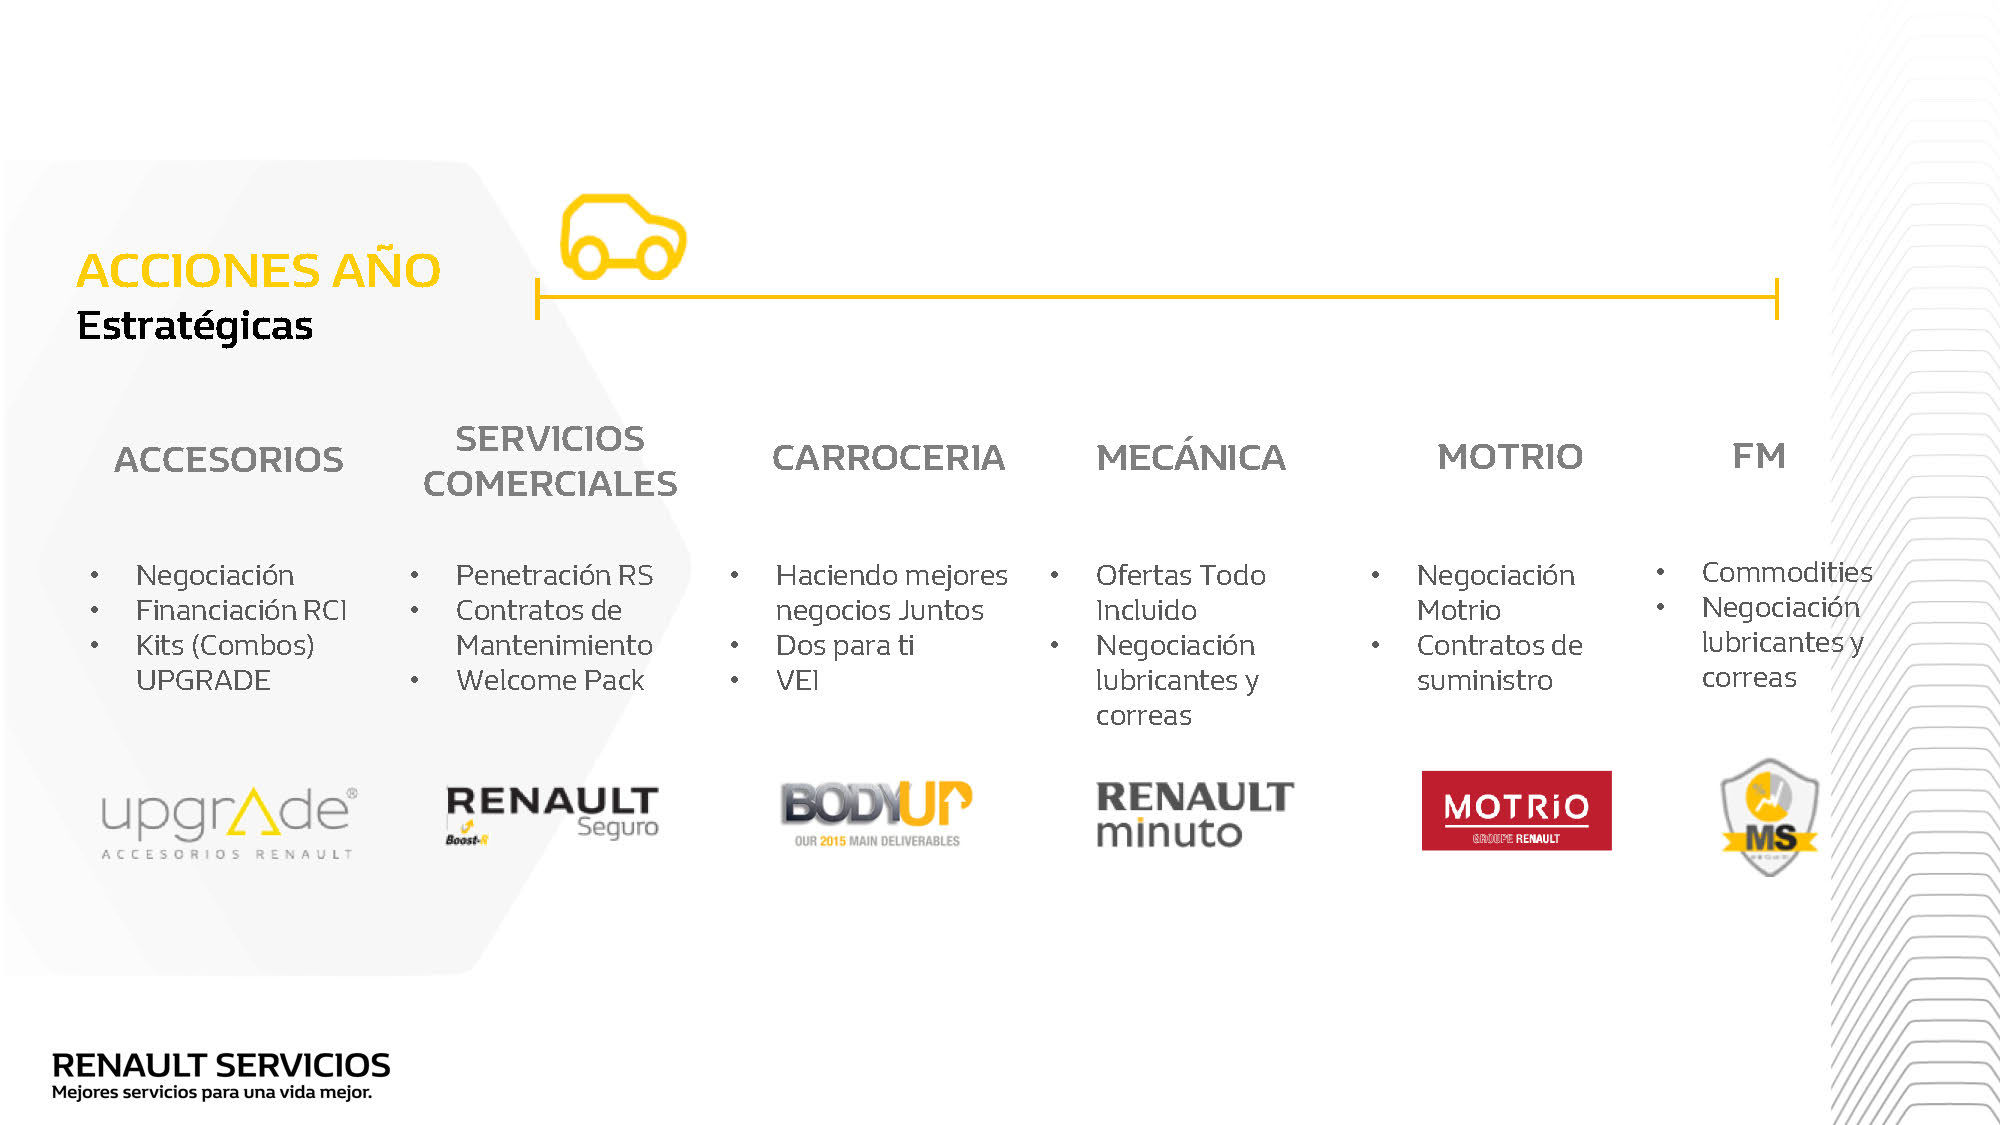 ACCIONES AÑO
Estratégicas
ACCESORIOS
• Negociación
• Financiación RCI
• Kits (Combos)
UPGRADE
upgrade®
ACCESORIOS RENAULT
SERVICIOS
COMERCIALES
• Penetración RS
• Contratos de
Mantenimiento
• Welcome Pack
RENAULT
Seguro
Boost-R
CARROCERIA
• Haciendo mejores
negocios Juntos
• Dos para ti
• VEI
BODYUP
OUR 2015 MAIN DELIVERABLES
MECÁNICA
• Ofertas Todo
Incluido
• Negociación
lubricantes y
correas
RENAULT
minuto
MOTRIO
• Negociación
Motrio
• Contratos de
suministro
MOTRiO
GROUPE RENAULT
FM
• Commodities
• Negociación
lubricantes y
correas
MS
RENAULT SERVICIOS
Mejores servicios para una vida mejor.